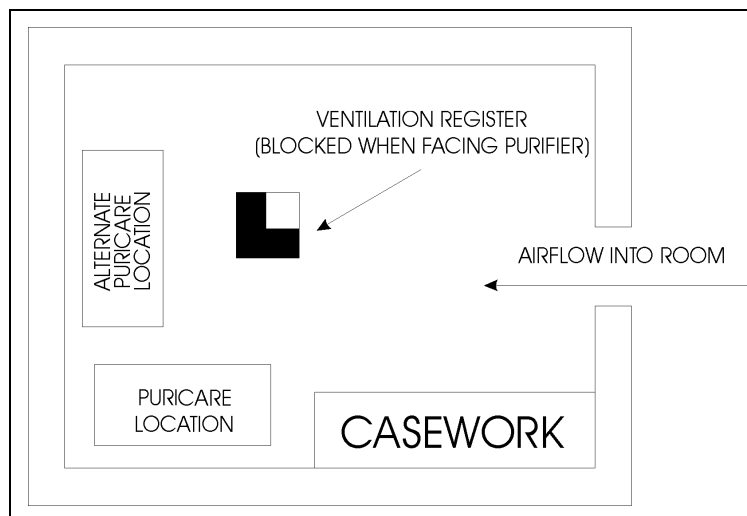 VENTILATION REGISTER
(BLOCKED WHEN FACING PURIFIER)
ALTERNATE
PURICARE
LOCATION
AIRFLOW INTO ROOM
PURICARE
LOCATION
CASEWORK